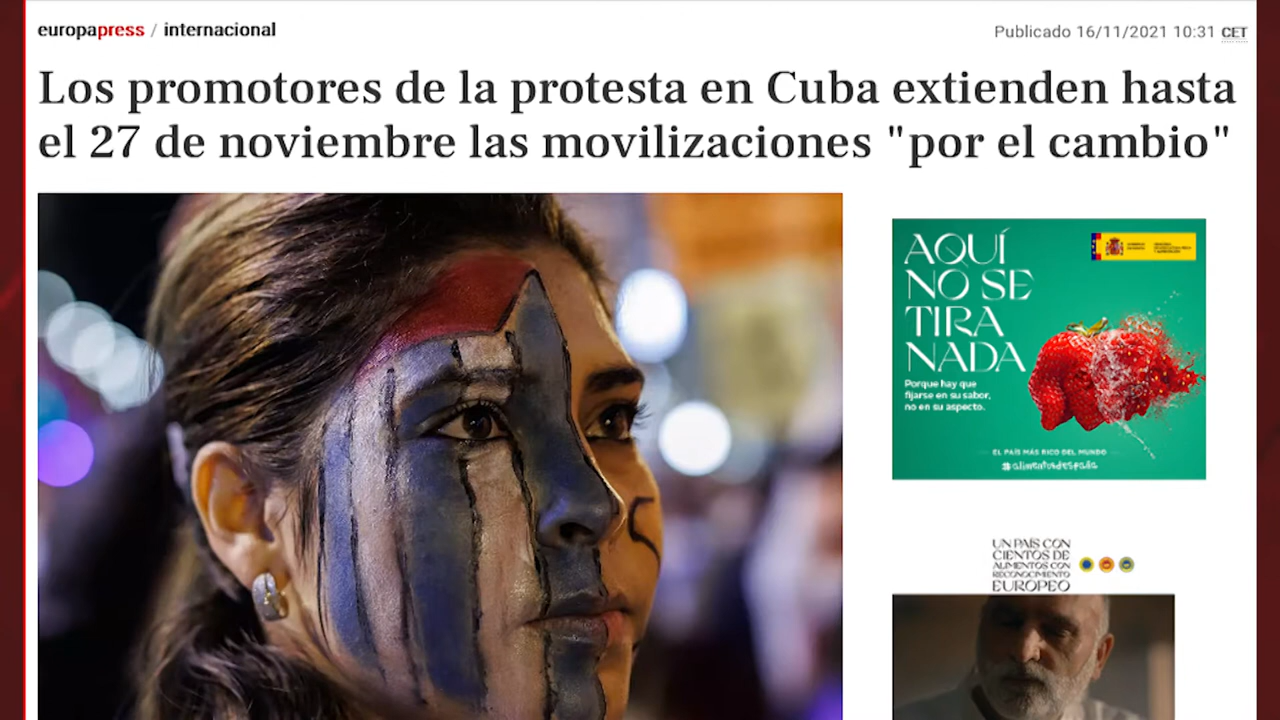 europapress / internacional
Publicado 16/11/2021 10:31 CET
Los promotores de la protesta en Cuba extienden hasta
el 27 de noviembre las movilizaciones "por el cambio"
AQUÍ
NO SE
TIRA
NADA
Porque hay que
fijarse en su sabor,
no en su aspecto.
EL PAÍS MÁS RICO DEL MUNDO
#alimentosdespaña
UN PAÍS CON
CIENTOS DE
ALIMENTOS CON
RECONOCIMIENTO
EUROPEO